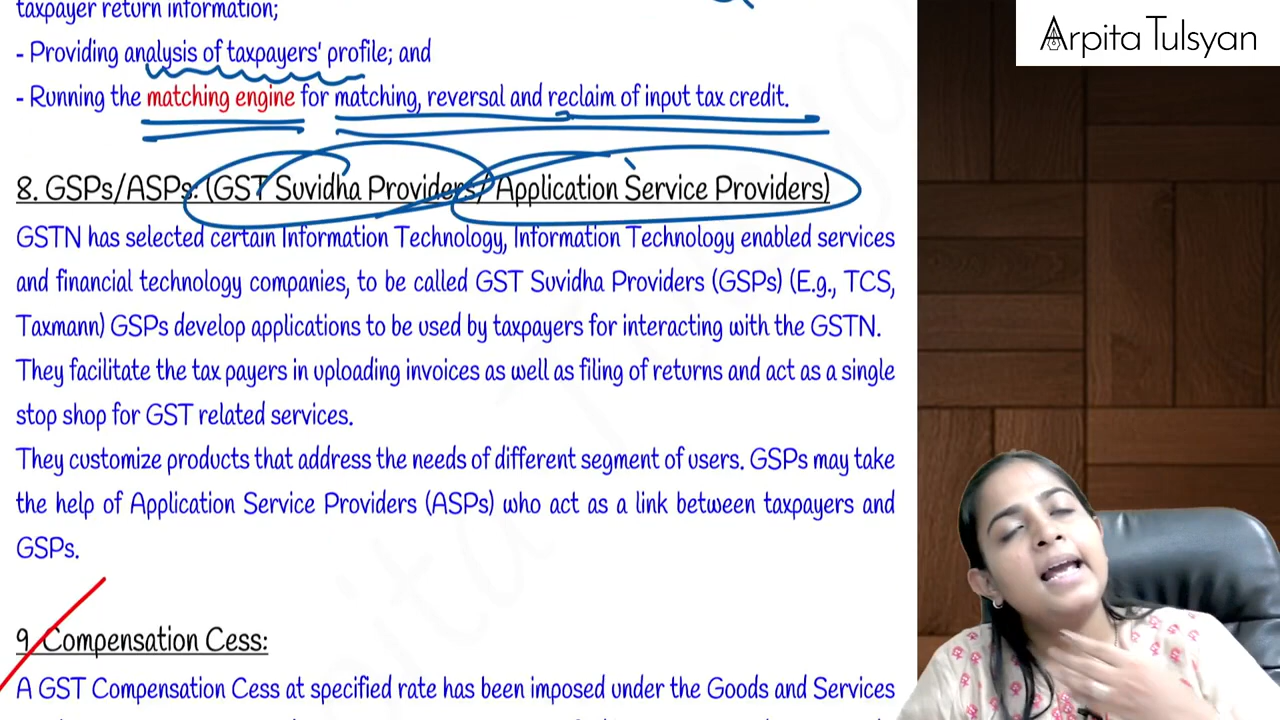 taxpayer return information;
Arpita Tulsyan
- Providing analysis of taxpayers' profile; and
- Running the matching engine for matching, reversal and reclaim of input tax credit.
8. GSPs/ASPs: (GST Suvidha Providers/ Application Service Providers)
GSTN has selected certain Information Technology, Information Technology enabled services
and financial technology companies, to be called GST Suvidha Providers (GSPs) (E.g., TCS,
Taxmann) GSPs develop applications to be used by taxpayers for interacting with the GSTN.
They facilitate the tax payers in uploading invoices as well as filing of returns and act as a single
stop shop for GST related services.
They customize products that address the needs of different segment of users. GSPs may take
the help of Application Service Providers (ASPs) who act as a link between taxpayers and
GSPs.
9. Compensation Cess:
A GST Compensation Cess at specified rate has been imposed under the Goods and Services